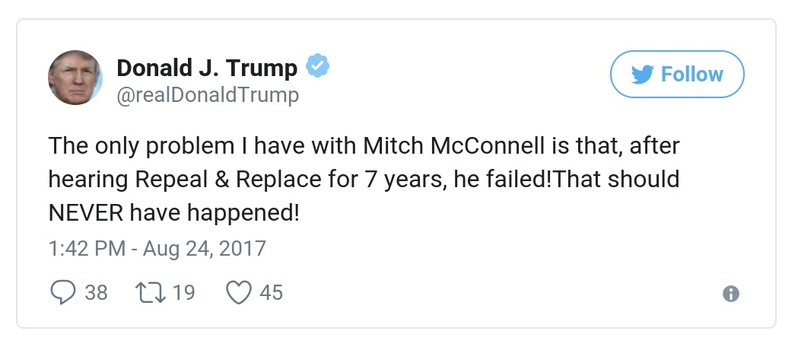 Donald J. Trump
Follow
@realDonaldTrump
The only problem I have with Mitch McConnell is that, after
hearing Repeal & Replace for 7 years, he failed!That should
NEVER have happened!
1:42 PM - Aug 24, 2017
38 19 45